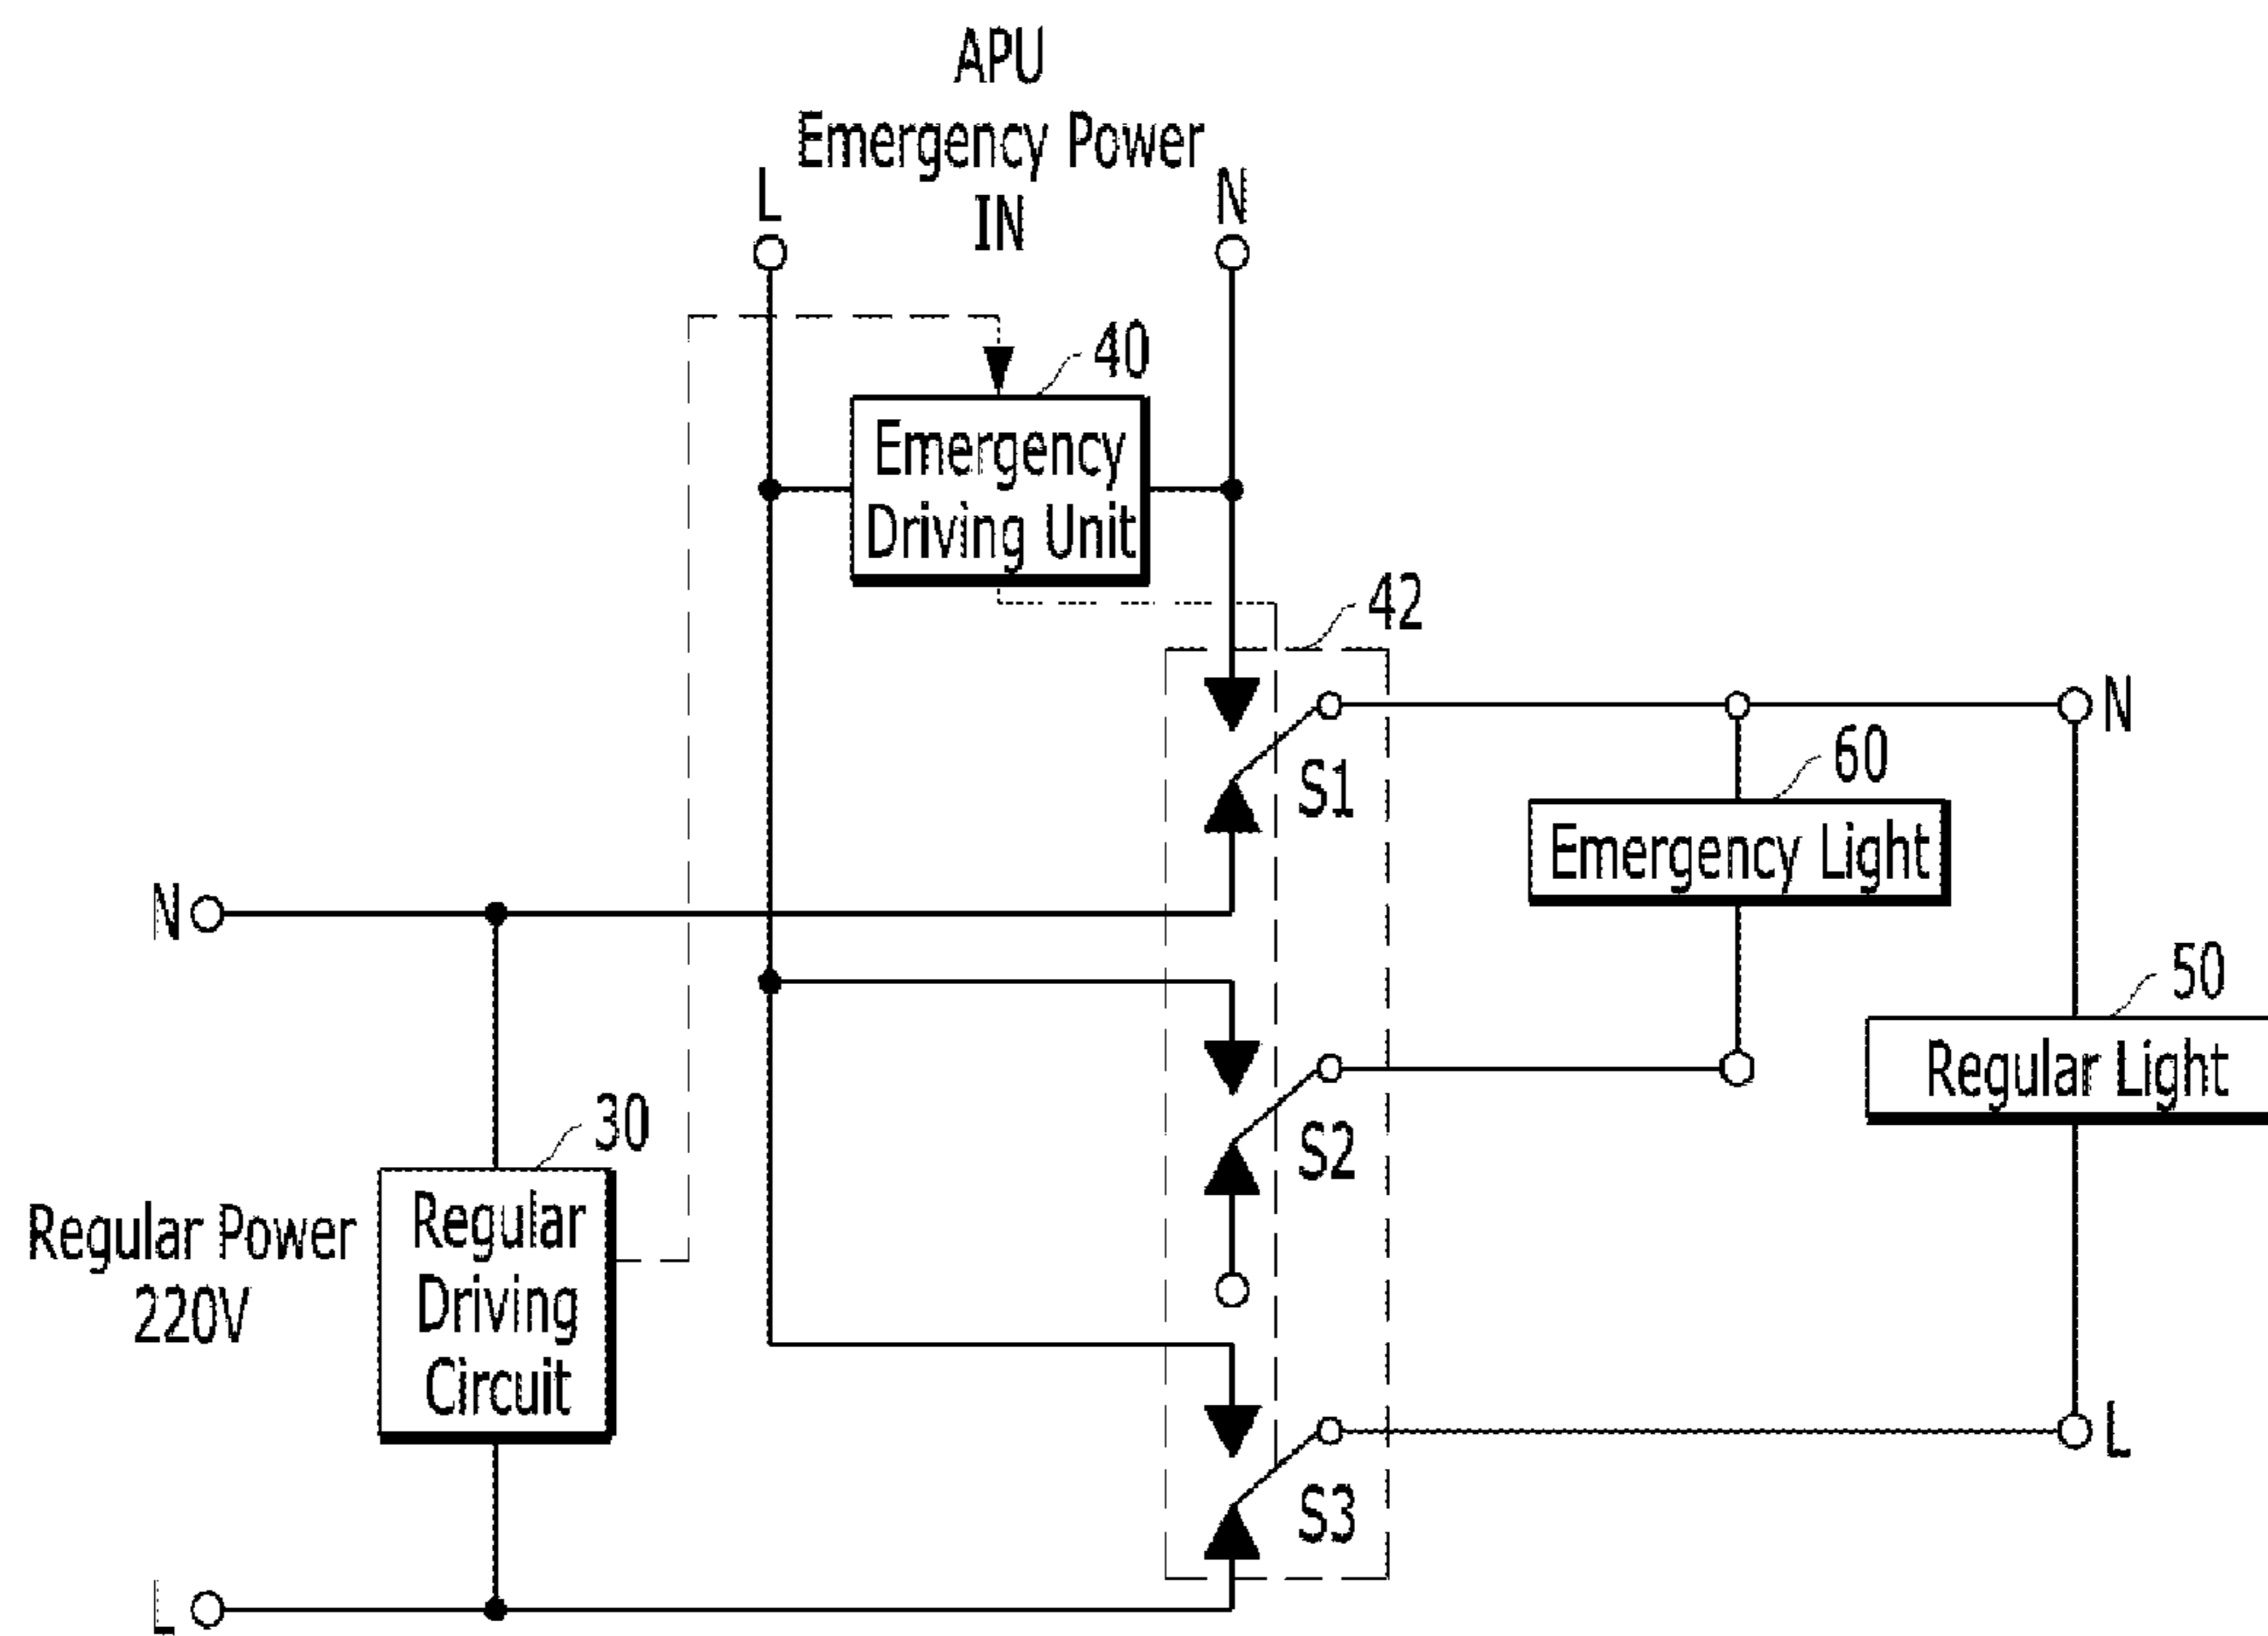 APU
Emergency Power
IN
L
N
40
Emergency
Driving Unit
42
N
S1
60
Emergency Light
N
50
Regular Light
S2
30
Regular Power
220V
Regular
Driving
Circuit
S3
L
L